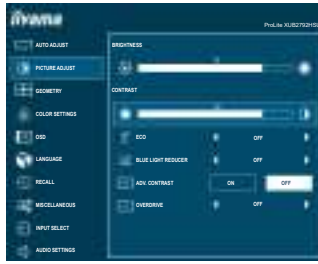 iiyama
ProLite XUB2792HS
AUTO ADJUST
PICTURE ADJUST
GEOMETRY
COLOR SETTINGS
OSD
LANGUAGE
RECALL
MISCELLANEOUS
INPUT SELECT
AUDIO SETTINGS
BRIGHTNESS
CONTRAST
ECO OFF
BLUE LIGHT REDUCER OFF
ADV. CONTRAST ON OFF
OVERDRIVE OFF